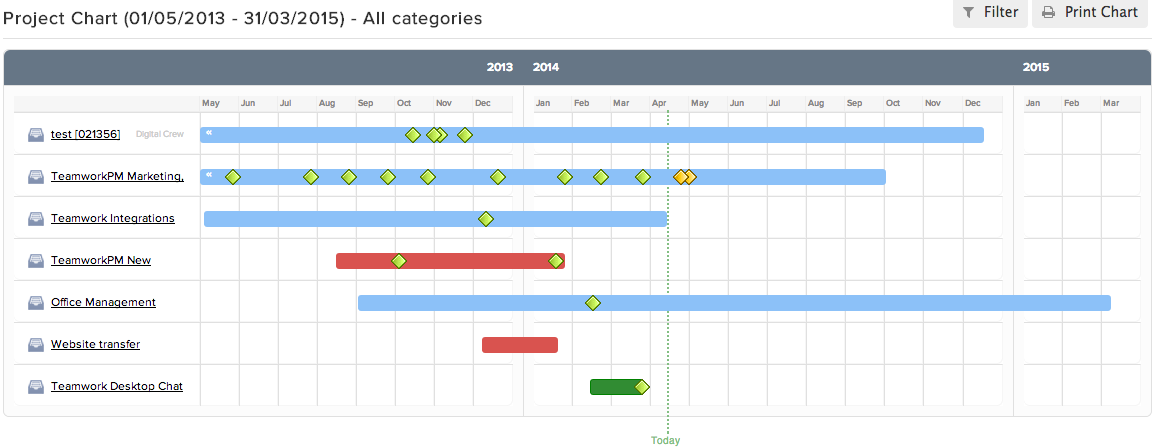 Project Chart (01/05/2013 - 31/03/2015) - All categories
Filter
Print Chart
2013 2014 2015
May Jun Jul Aug Sep Oct Nov Dec Jan Feb Mar Apr May Jun Jul Aug Sep Oct Nov Dec Jan Feb Mar
test [021356] Digital Crew «
TeamworkPM Marketing, «
Teamwork Integrations
TeamworkPM New
Office Management
Website transfer
Teamwork Desktop Chat
Today